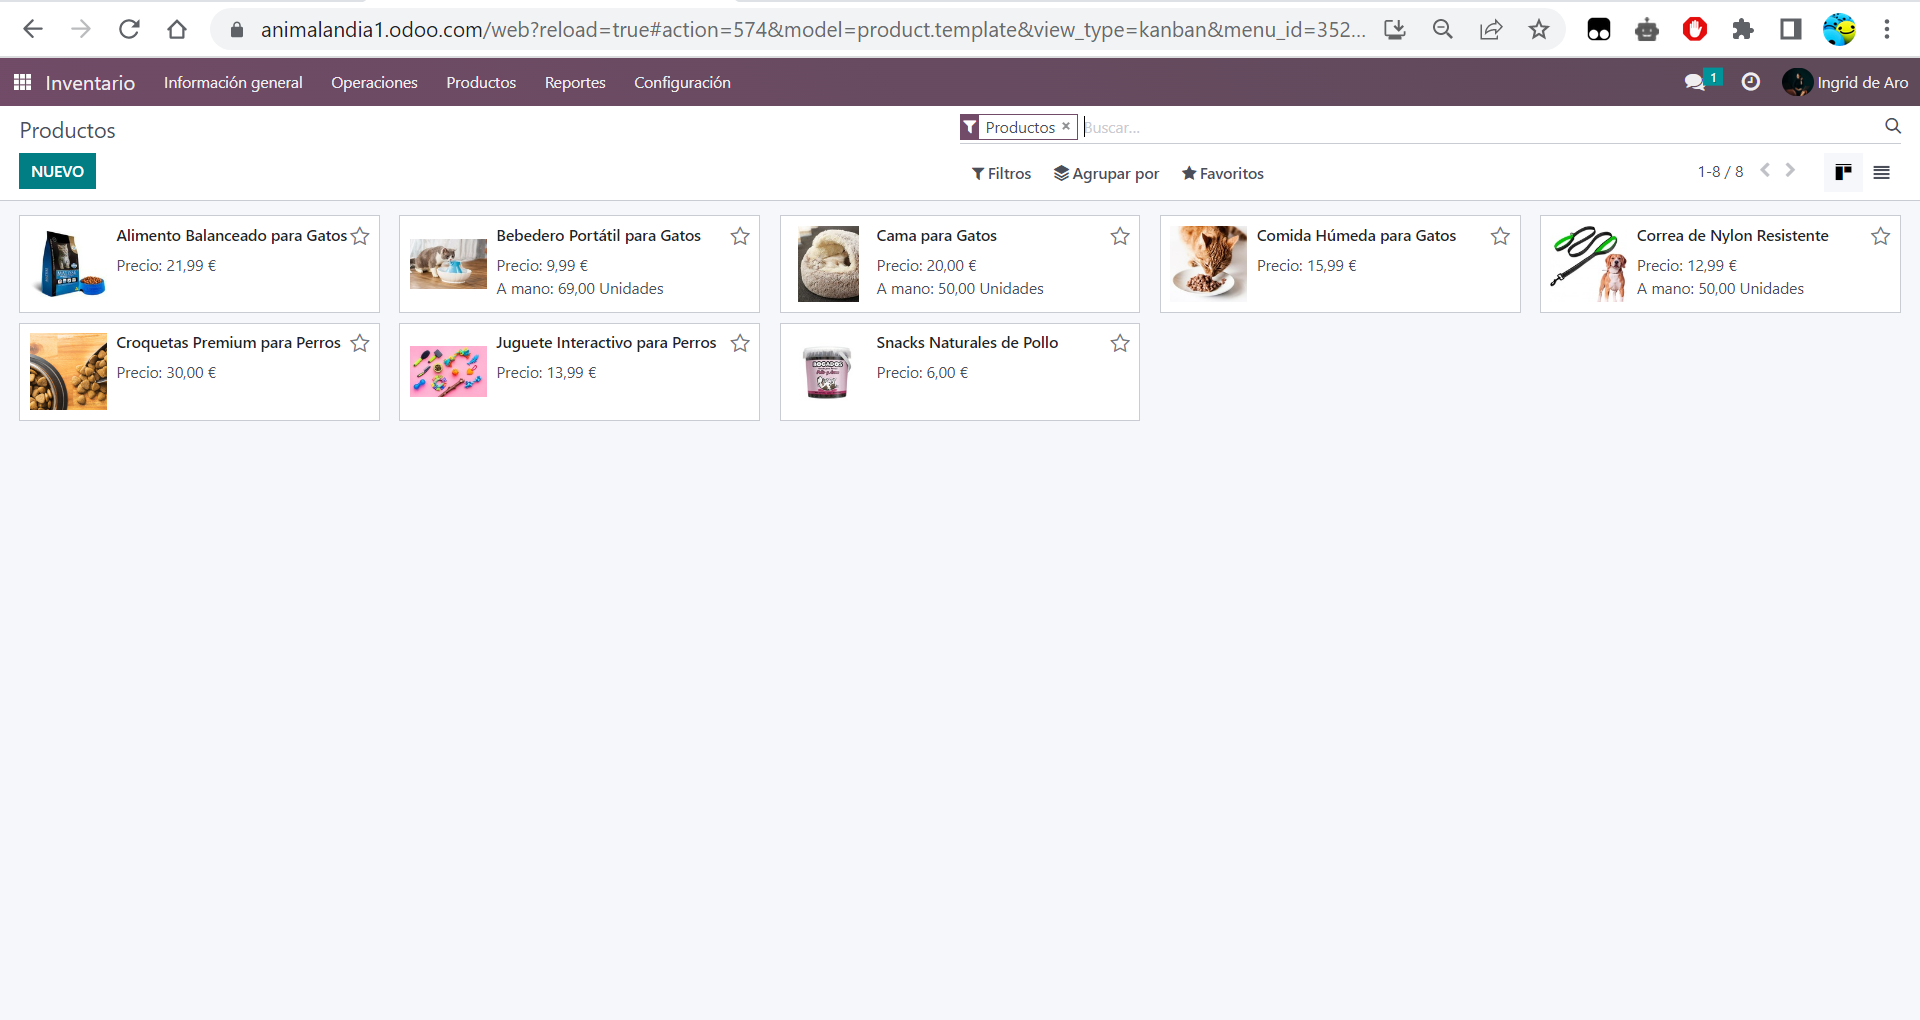 animalandia1.odoo.com/web?reload=true#action=574&model=product.template&view_type=kanban&menu_id=352...
Inventario Información general Operaciones Productos Reportes Configuración 1 Ingrid de Aro
Productos
Productos × Buscar...
NUEVO
Filtros Agrupar por Favoritos 1-8 / 8
Alimento Balanceado para Gatos
Precio: 21,99 €
Bebedero Portátil para Gatos
Precio: 9,99 €
A mano: 69,00 Unidades
Cama para Gatos
Precio: 20,00 €
A mano: 50,00 Unidades
Comida Húmeda para Gatos
Precio: 15,99 €
Correa de Nylon Resistente
Precio: 12,99 €
A mano: 50,00 Unidades
Croquetas Premium para Perros
Precio: 30,00 €
Juguete Interactivo para Perros
Precio: 13,99 €
Snacks Naturales de Pollo
Precio: 6,00 €